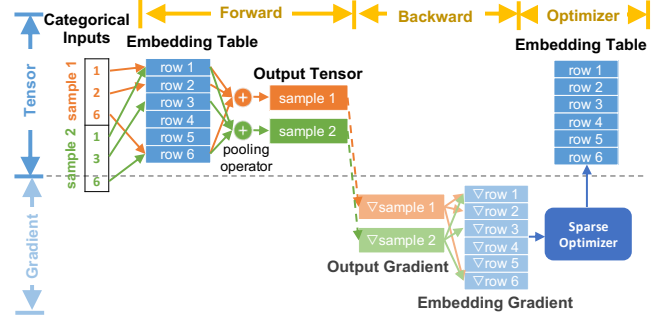 Forward
Backward
Optimizer
Categorical
Inputs
Embedding Table
Output Tensor
Embedding Table
Tensor
sample 1
sample 2
1
2
6
1
3
6
row 1
row 2
row 3
row 4
row 5
row 6
+
+
pooling
operator
sample 1
sample 2
row 1
row 2
row 3
row 4
row 5
row 6
Gradient
▽sample 1
▽sample 2
Output Gradient
▽row 1
▽row 2
▽row 3
▽row 4
▽row 5
▽row 6
Embedding Gradient
Sparse
Optimizer